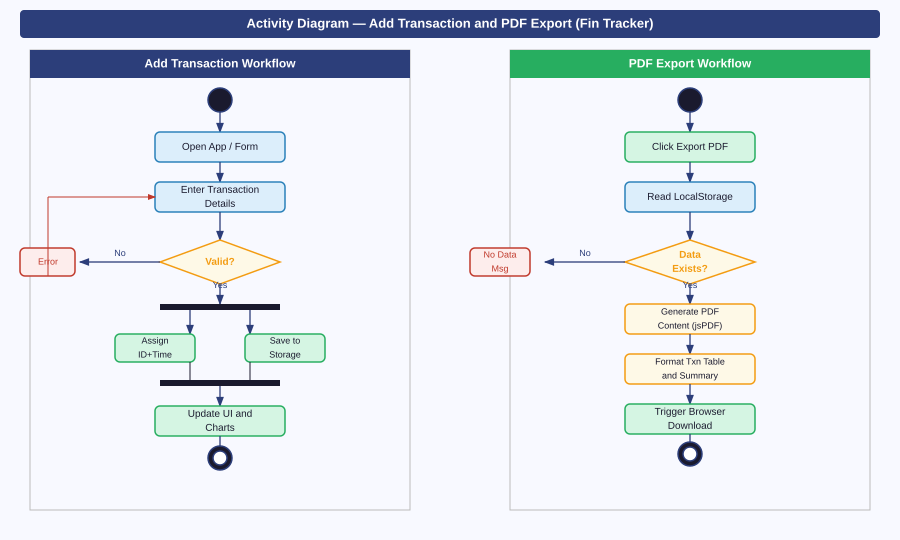 Activity Diagram — Add Transaction and PDF Export (Fin Tracker)
Add Transaction Workflow
Open App / Form
Enter Transaction
Details
Error
No
Valid?
Yes
Assign
ID+Time
Save to
Storage
Update UI and
Charts
PDF Export Workflow
Click Export PDF
Read LocalStorage
No Data
Msg
No
Data
Exists?
Yes
Generate PDF
Content (jsPDF)
Format Txn Table
and Summary
Trigger Browser
Download